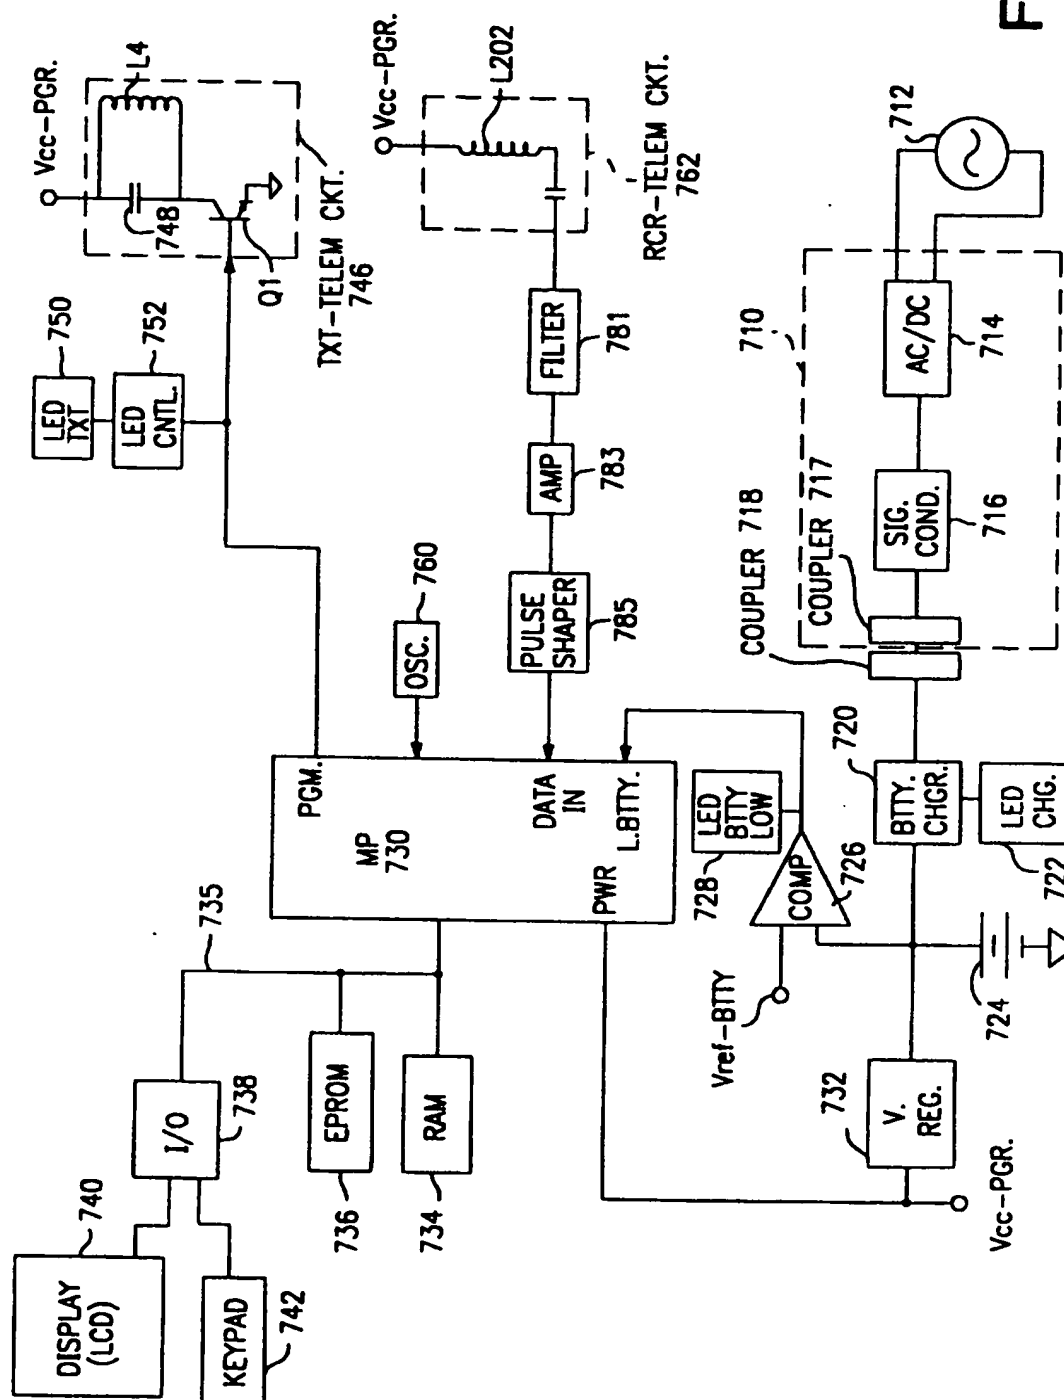 DISPLAY
(LCD)
740
KEYPAD
742
I/O
738
735
EPROM
736
RAM
734
MP
730
PGM.
DATA
IN
L.BTTY.
PWR
LED
TXT
750
LED
CNTL.
752
Vcc-PGR.
L4
748
Q1
TXT-TELEM CKT.
746
OSC.
760
PULSE
SHAPER
785
AMP
783
FILTER
781
Vcc-PGR.
L202
RCR-TELEM CKT.
762
LED
BTTY
LOW
728
COMP
726
Vref-BTTY
V.
REG.
732
Vcc-PGR.
724
BTTY.
CHGR.
720
LED
CHG.
722
COUPLER 718
COUPLER 717
710
SIG.
COND.
716
AC/DC
714
712
F